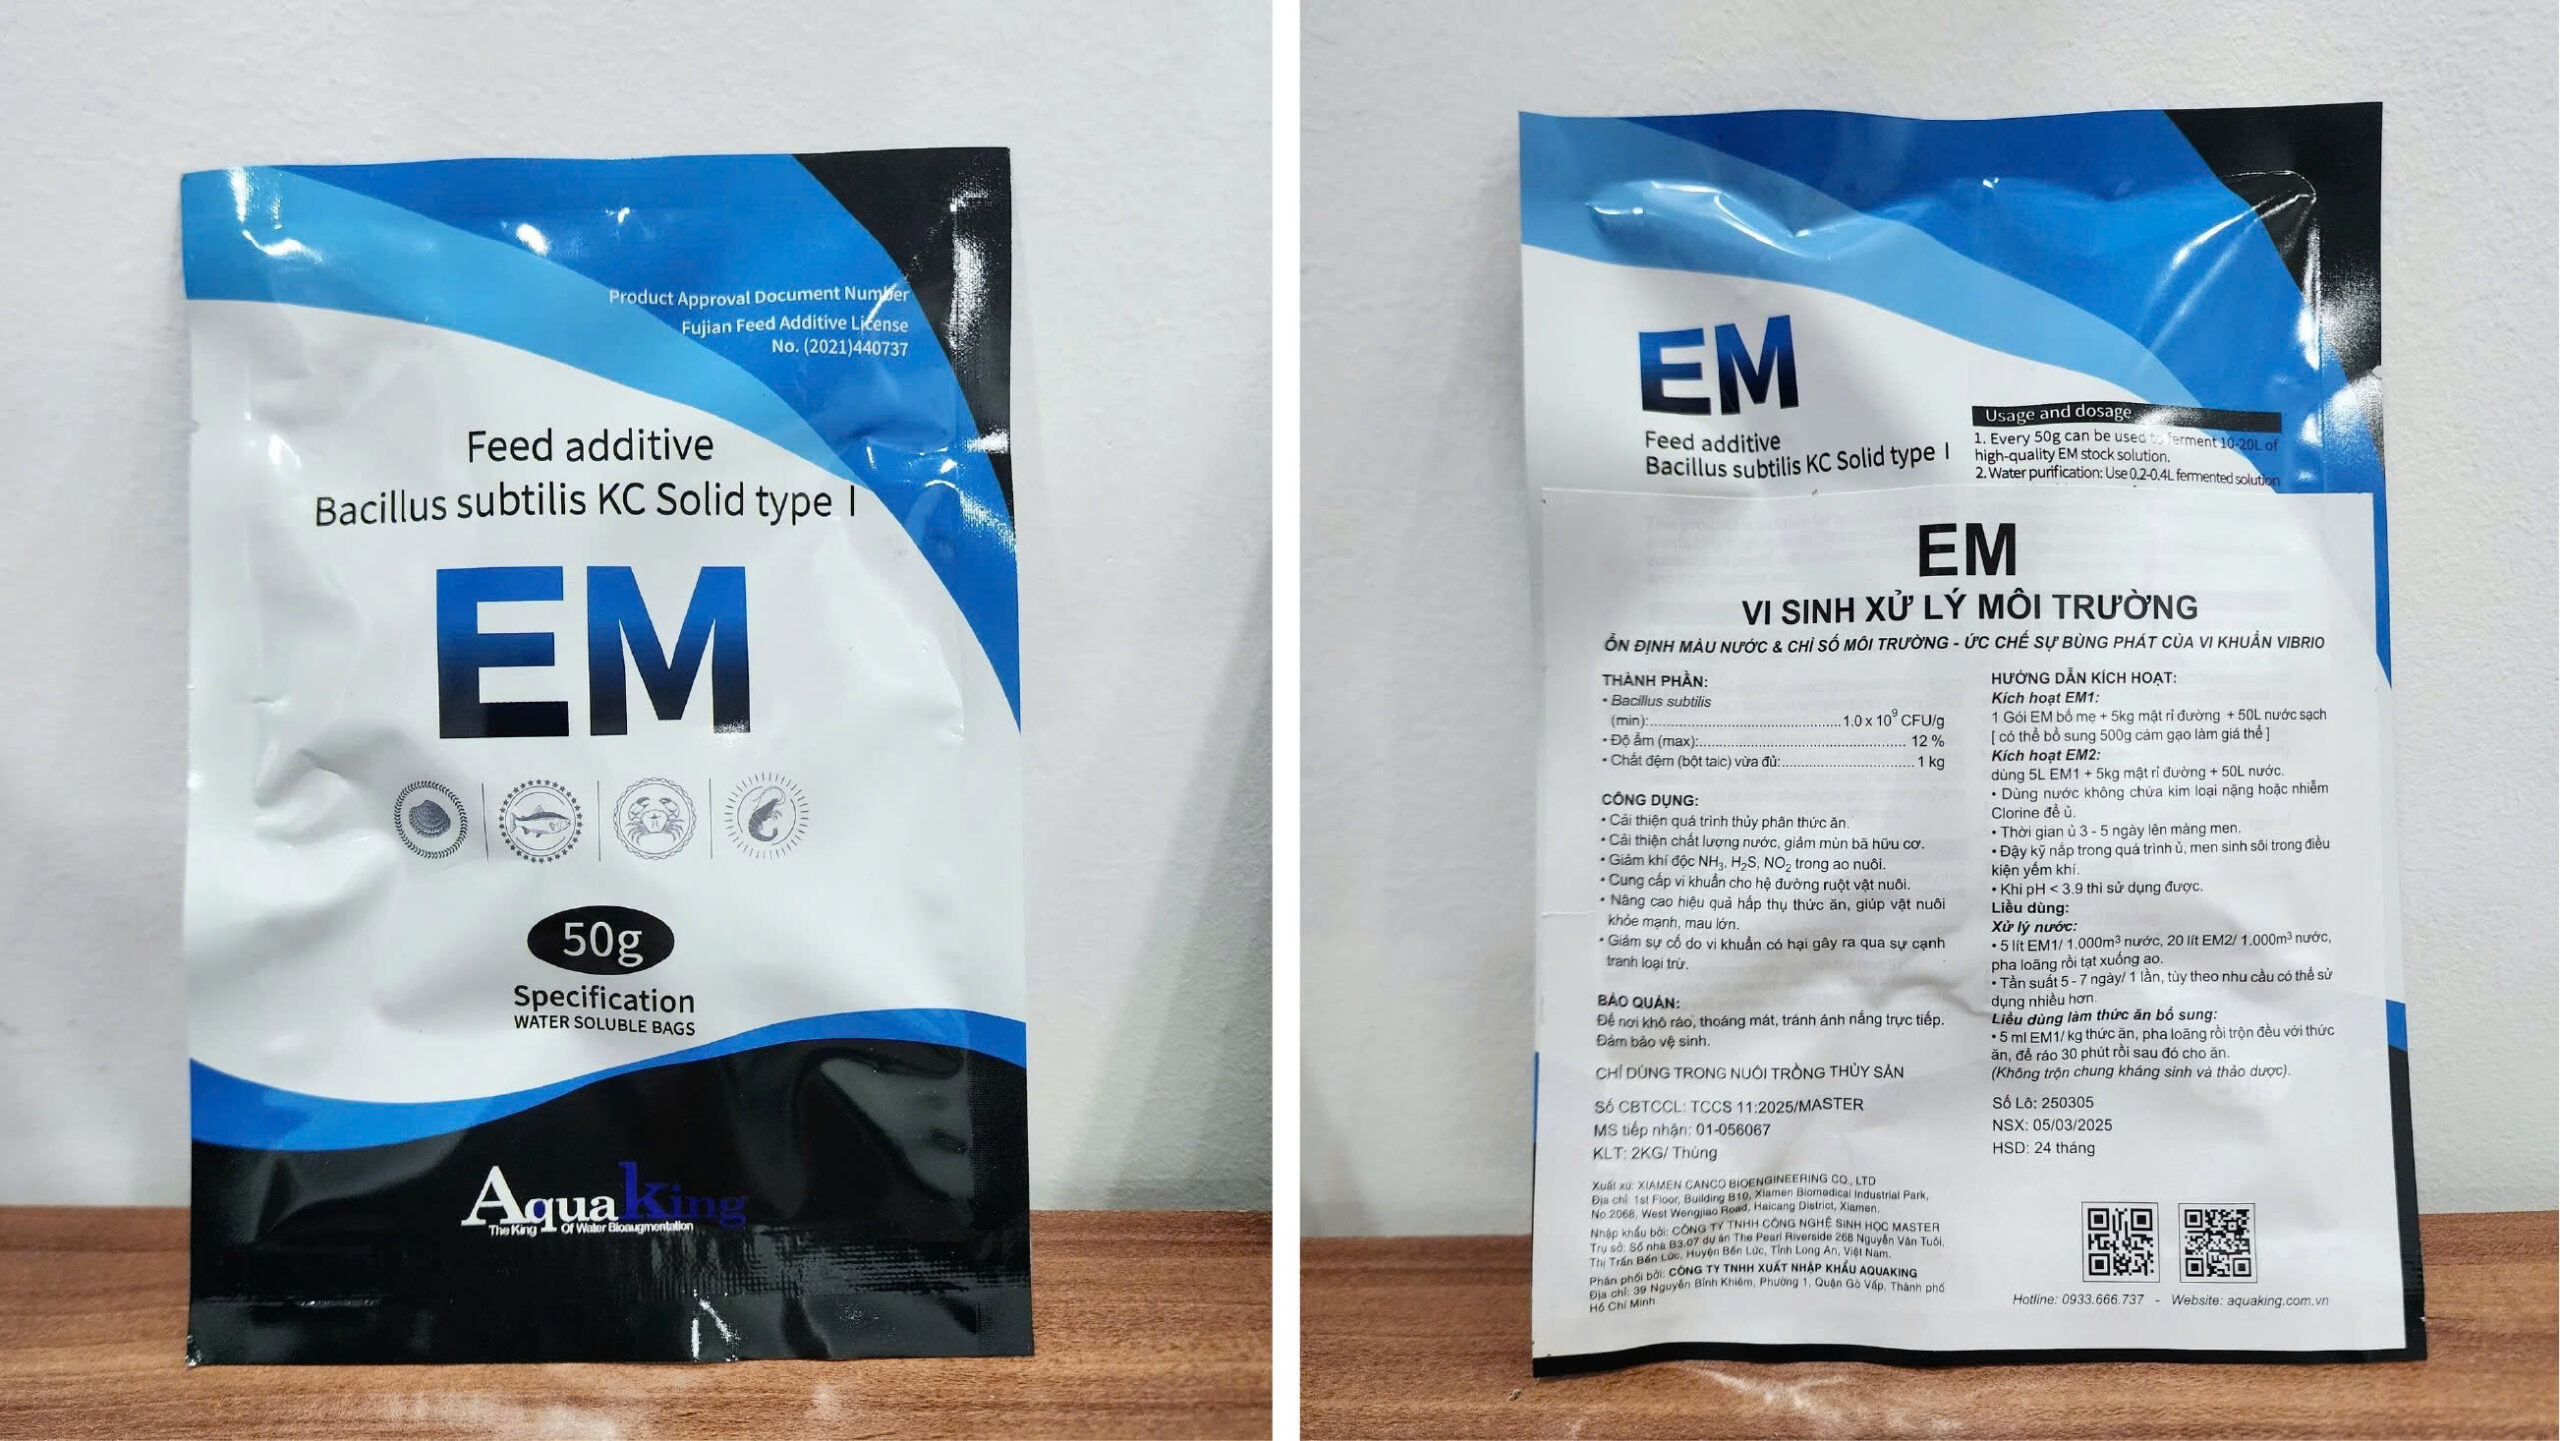 Product Approval Document Number
Fujian Feed Additive License
No. (2021)440737
Feed additive
Bacillus subtilis KC Solid type I
EM
50g
Specification
WATER SOLUBLE BAGS
Aqua King
The King Of Water Bioaugmentation
EM
Feed additive
Bacillus subtilis KC Solid type I
Usage and dosage
1. Every 50g can be used to ferment 10-20L of
high-quality EM stock solution.
2. Water purification: Use 0.2-0.4L fermented solution
EM
VI SINH XỬ LÝ MÔI TRƯỜNG
ỔN ĐỊNH MÀU NƯỚC & CHỈ SỐ MÔI TRƯỜNG - ỨC CHẾ SỰ BÙNG PHÁT CỦA VI KHUẨN VIBRIO
THÀNH PHẦN:
• Bacillus subtilis
(min):..........................................1.0 x 10⁹ CFU/g
• Độ ẩm (max):.............................................. 12 %
• Chất đệm (bột talc) vừa đủ:............................. 1 kg
CÔNG DỤNG:
• Cải thiện quá trình thủy phân thức ăn.
• Cải thiện chất lượng nước, giảm mùn bã hữu cơ.
• Giảm khí độc NH₃, H₂S, NO₂ trong ao nuôi.
• Cung cấp vi khuẩn cho hệ đường ruột vật nuôi.
• Nâng cao hiệu quả hấp thụ thức ăn, giúp vật nuôi
khỏe mạnh, mau lớn.
• Giảm sự cố do vi khuẩn có hại gây ra qua sự cạnh
tranh loại trừ.
BẢO QUẢN:
Để nơi khô ráo, thoáng mát, tránh ánh nắng trực tiếp.
Đảm bảo vệ sinh.
CHỈ DÙNG TRONG NUÔI TRỒNG THỦY SẢN
Số CBTCCL: TCCS 11:2025/MASTER
MS tiếp nhận: 01-056067
KLT: 2KG/ Thùng
Xuất xứ: XIAMEN CANCO BIOENGINEERING CO., LTD
Địa chỉ: 1st Floor, Building B10, Xiamen Biomedical Industrial Park,
No.2068, West Wengjiao Road, Haicang District, Xiamen.
Nhập khẩu bởi: CÔNG TY TNHH CÔNG NGHỆ SINH HỌC MASTER
Trụ sở: Số nhà B3.07 dự án The Pearl Riverside 268 Nguyễn Văn Tuôi,
Thị Trấn Bến Lức, Huyện Bến Lức, Tỉnh Long An, Việt Nam.
Phân phối bởi: CÔNG TY TNHH XUẤT NHẬP KHẨU AQUAKING
Địa chỉ: 39 Nguyễn Bỉnh Khiêm, Phường 1, Quận Gò Vấp, Thành phố
Hồ Chí Minh
HƯỚNG DẪN KÍCH HOẠT:
Kích hoạt EM1:
1 Gói EM bố mẹ + 5kg mật rỉ đường + 50L nước sạch
[ có thể bổ sung 500g cám gạo làm giá thể ]
Kích hoạt EM2:
dùng 5L EM1 + 5kg mật rỉ đường + 50L nước.
• Dùng nước không chứa kim loại nặng hoặc nhiễm
Clorine để ủ.
• Thời gian ủ 3 - 5 ngày lên màng men.
• Đậy kỹ nắp trong quá trình ủ, men sinh sôi trong điều
kiện yếm khí.
• Khi pH < 3.9 thì sử dụng được.
Liều dùng:
Xử lý nước:
• 5 lít EM1/ 1.000m³ nước, 20 lít EM2/ 1.000m³ nước,
pha loãng rồi tạt xuống ao.
• Tần suất 5 - 7 ngày/ 1 lần, tùy theo nhu cầu có thể sử
dụng nhiều hơn.
Liều dùng làm thức ăn bổ sung:
• 5 ml EM1/ kg thức ăn, pha loãng rồi trộn đều với thức
ăn, để ráo 30 phút rồi sau đó cho ăn.
(Không trộn chung kháng sinh và thảo dược).
Số Lô: 250305
NSX: 05/03/2025
HSD: 24 tháng
Hotline: 0933.666.737 - Website: aquaking.com.vn